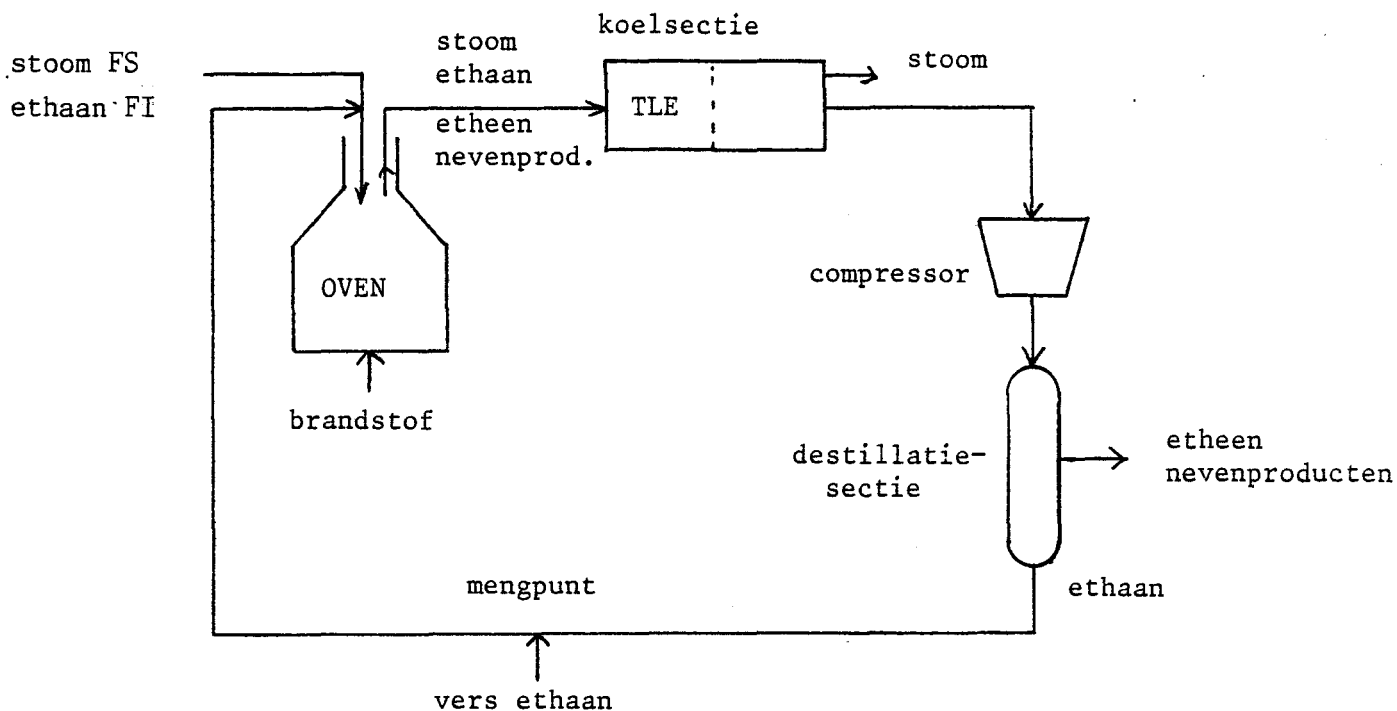 koelsectie
stoom FS
ethaan FI
stoom
ethaan
etheen
nevenprod.
TLE
stoom
OVEN
brandstof
compressor
destillatie-
sectie
etheen
nevenproducten
ethaan
mengpunt
vers ethaan